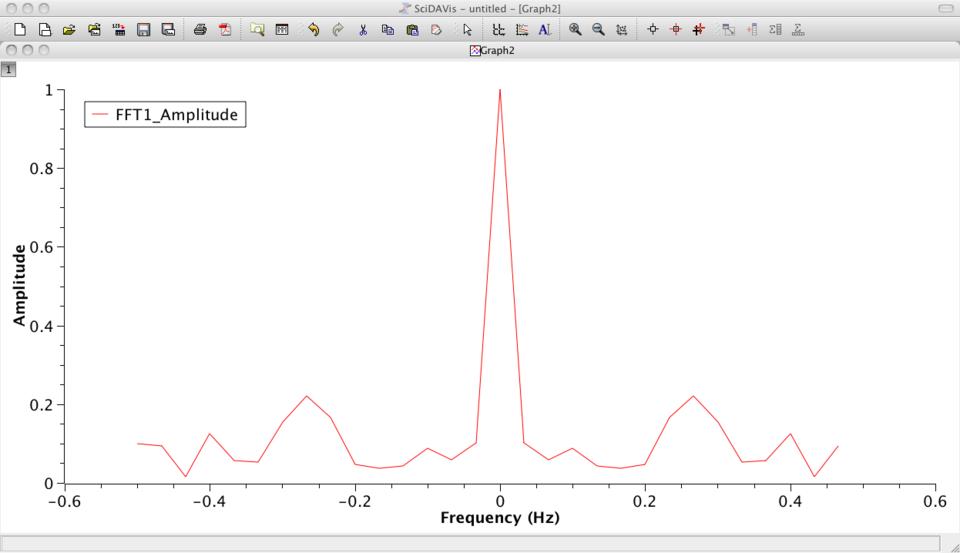 SciDAVis - untitled - [Graph2]
Graph2
1
FFT1_Amplitude
1
0.8
0.6
0.4
0.2
0
Amplitude
-0.6 -0.4 -0.2 0 0.2 0.4 0.6
Frequency (Hz)